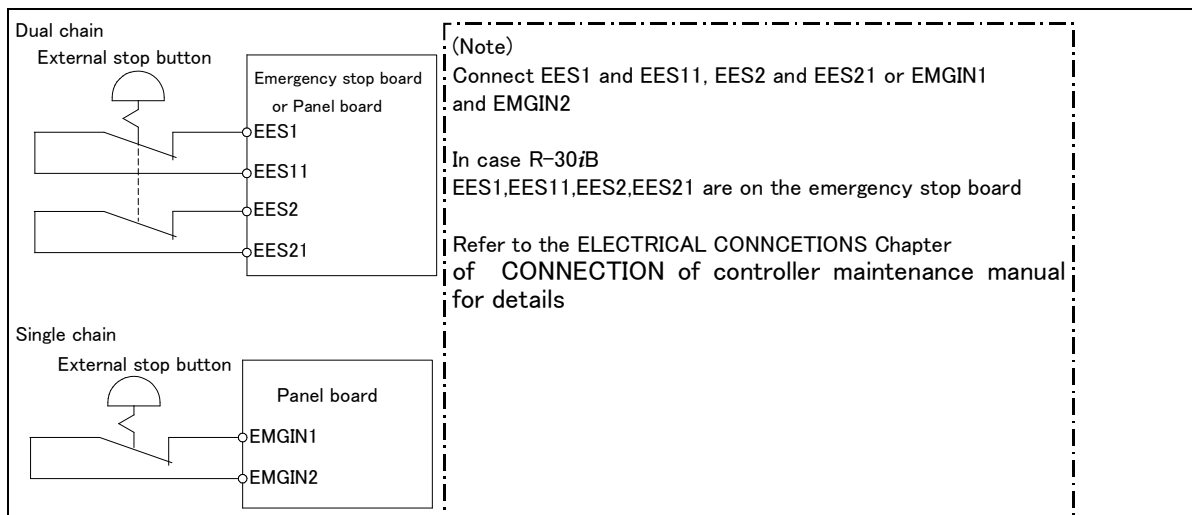 Dual chain
External stop button
Emergency stop board
or Panel board
EES1
EES11
EES2
EES21
Single chain
External stop button
Panel board
EMGIN1
EMGIN2
(Note)
Connect EES1 and EES11, EES2 and EES21 or EMGIN1
and EMGIN2
In case R-30iB
EES1,EES11,EES2,EES21 are on the emergency stop board
Refer to the ELECTRICAL CONNCETIONS Chapter
of CONNECTION of controller maintenance manual
for details